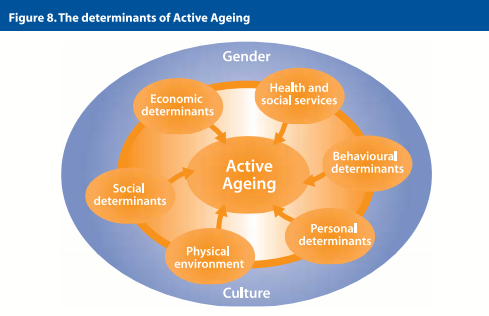 Figure 8. The determinants of Active Ageing
Gender
Economic
determinants
Health and
social services
Active
Ageing
Behavioural
determinants
Social
determinants
Personal
determinants
Physical
environment
Culture